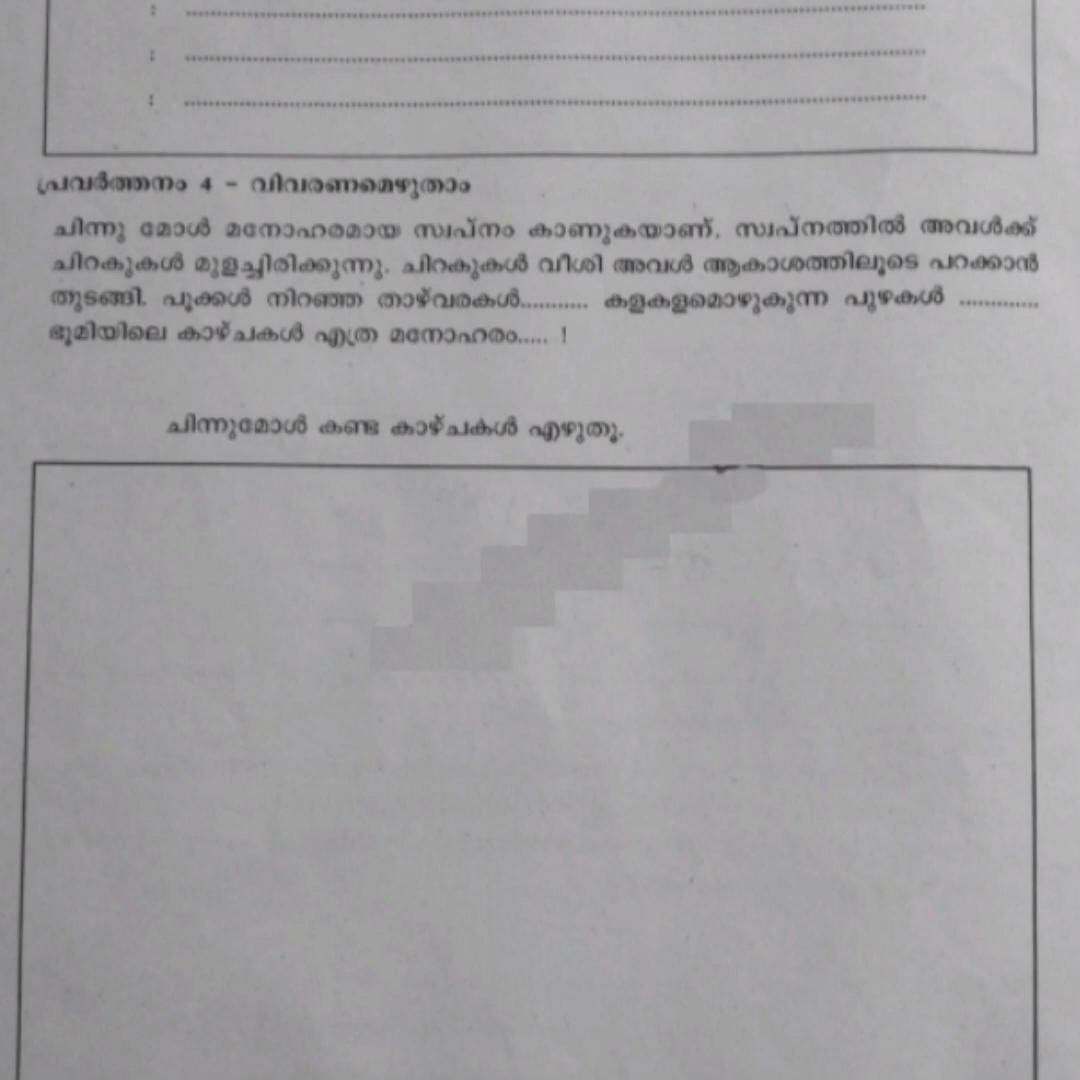 : ................................................
: ................................................
: ................................................
പ്രവർത്തനം 4 - വിവരണമെഴുതാം
ചിന്നു മോൾ മനോഹരമായ സ്വപ്നം കാണുകയാണ്. സ്വപ്നത്തിൽ അവൾക്ക്
ചിറകുകൾ മുളച്ചിരിക്കുന്നു. ചിറകുകൾ വീശി അവൾ ആകാശത്തിലൂടെ പറക്കാൻ
തുടങ്ങി. പൂക്കൾ നിറഞ്ഞ താഴ്‌വരകൾ........... കളകളമൊഴുകുന്ന പുഴകൾ .............
ഭൂമിയിലെ കാഴ്ചകൾ എത്ര മനോഹരം..... !
ചിന്നുമോൾ കണ്ട കാഴ്ചകൾ എഴുതൂ.